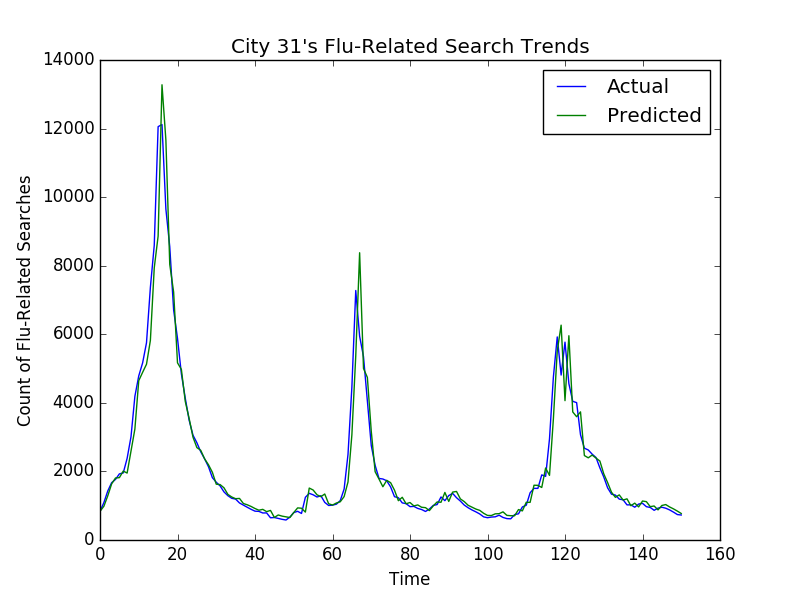 City 31's Flu-Related Search Trends
14000
12000
10000
8000
6000
4000
2000
0
Count of Flu-Related Searches
Actual
Predicted
0 20 40 60 80 100 120 140 160
Time